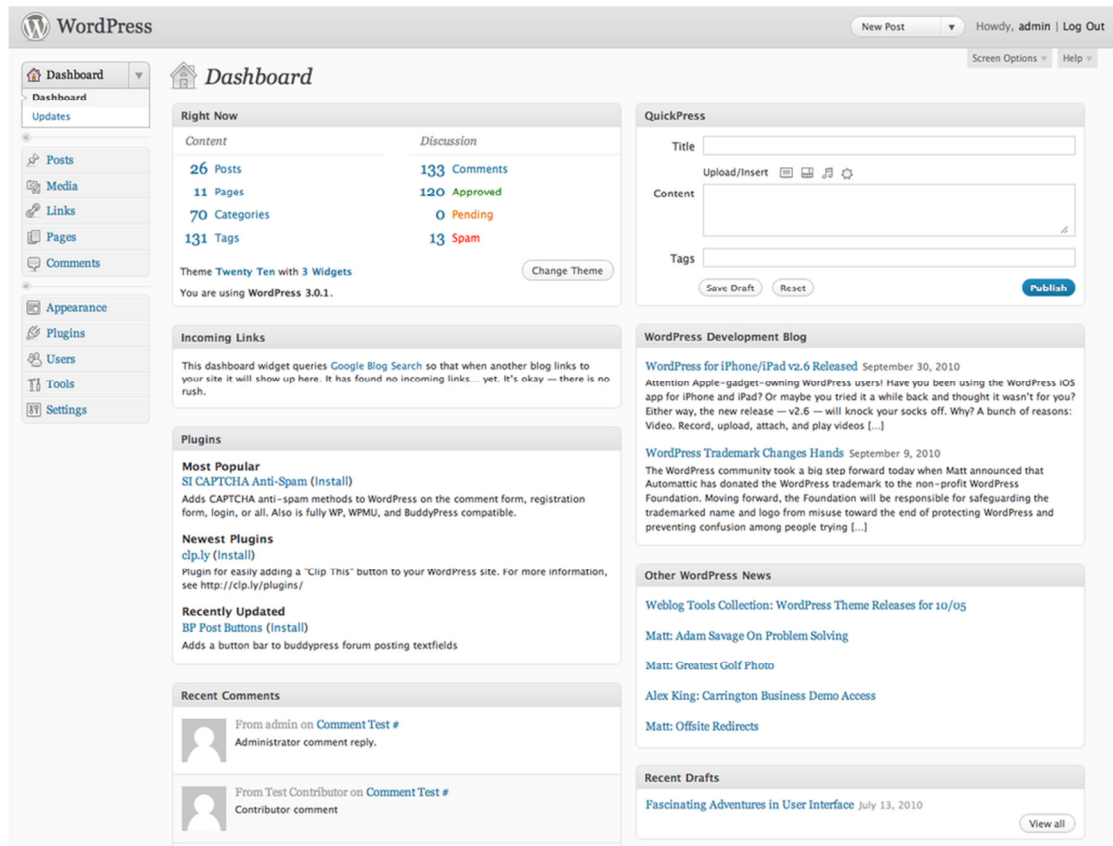 WordPress
New Post
Howdy, admin | Log Out
Screen Options
Help
Dashboard
Dashboard
Updates
Posts
Media
Links
Pages
Comments
Appearance
Plugins
Users
Tools
Settings
Dashboard
Right Now
Content
Discussion
26 Posts
133 Comments
11 Pages
120 Approved
70 Categories
0 Pending
131 Tags
13 Spam
Theme Twenty Ten with 3 Widgets
Change Theme
You are using WordPress 3.0.1.
Incoming Links
This dashboard widget queries Google Blog Search so that when another blog links to
your site it will show up here. It has found no incoming links... yet. It's okay — there is no
rush.
Plugins
Most Popular
SI CAPTCHA Anti-Spam (Install)
Adds CAPTCHA anti-spam methods to WordPress on the comment form, registration
form, login, or all. Also is fully WP, WPMU, and BuddyPress compatible.
Newest Plugins
clp.ly (Install)
Plugin for easily adding a "Clip This" button to your WordPress site. For more information,
see http://clp.ly/plugins/
Recently Updated
BP Post Buttons (Install)
Adds a button bar to buddypress forum posting textfields
Recent Comments
From admin on Comment Test #
Administrator comment reply.
From Test Contributor on Comment Test #
Contributor comment
QuickPress
Title
Upload/Insert
Content
Tags
Save Draft
Reset
Publish
WordPress Development Blog
WordPress for iPhone/iPad v2.6 Released September 30, 2010
Attention Apple-gadget-owning WordPress users! Have you been using the WordPress iOS
app for iPhone and iPad? Or maybe you tried it a while back and thought it wasn't for you?
Either way, the new release — v2.6 — will knock your socks off. Why? A bunch of reasons:
Video. Record, upload, attach, and play videos [...]
WordPress Trademark Changes Hands September 9, 2010
The WordPress community took a big step forward today when Matt announced that
Automattic has donated the WordPress trademark to the non-profit WordPress
Foundation. Moving forward, the Foundation will be responsible for safeguarding the
trademarked name and logo from misuse toward the end of protecting WordPress and
preventing confusion among people trying [...]
Other WordPress News
Weblog Tools Collection: WordPress Theme Releases for 10/05
Matt: Adam Savage On Problem Solving
Matt: Greatest Golf Photo
Alex King: Carrington Business Demo Access
Matt: Offsite Redirects
Recent Drafts
Fascinating Adventures in User Interface July 13, 2010
View all